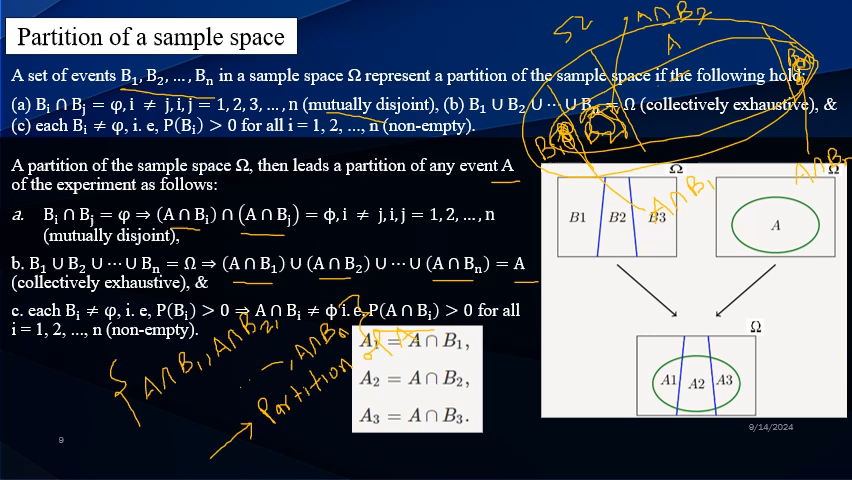 Partition of a sample space
A set of events B₁, B₂, ... , Bₙ in a sample space Ω represent a partition of the sample space if the following hold:
(a) Bᵢ ∩ Bⱼ = φ, i ≠ j, i, j = 1, 2, 3, ... , n (mutually disjoint), (b) B₁ ∪ B₂ ∪ ⋯ ∪ Bₙ = Ω (collectively exhaustive), &
(c) each Bᵢ ≠ φ, i. e, P(Bᵢ) > 0 for all i = 1, 2, ..., n (non-empty).
A partition of the sample space Ω, then leads a partition of any event A
of the experiment as follows:
a. Bᵢ ∩ Bⱼ = φ ⇒ (A ∩ Bᵢ) ∩ (A ∩ Bⱼ) = ϕ, i ≠ j, i, j = 1, 2, ... , n
(mutually disjoint),
b. B₁ ∪ B₂ ∪ ⋯ ∪ Bₙ = Ω ⇒ (A ∩ B₁) ∪ (A ∩ B₂) ∪ ⋯ ∪ (A ∩ Bₙ) = A
(collectively exhaustive), &
c. each Bᵢ ≠ φ, i. e, P(Bᵢ) > 0 ⇒ A ∩ Bᵢ ≠ ϕ i. e, P(A ∩ Bᵢ) > 0 for all
i = 1, 2, ..., n (non-empty).
A₁ = A ∩ B₁,
A₂ = A ∩ B₂,
A₃ = A ∩ B₃.
{ A∩B₁, A∩B₂,
..., A∩Bₙ }
→ Partition of A
Ω
A∩B₂
A
B₁
A∩B₁
Ω
B1 B2 B3
Ω
A
Ω
A1 A2 A3
9
9/14/2024